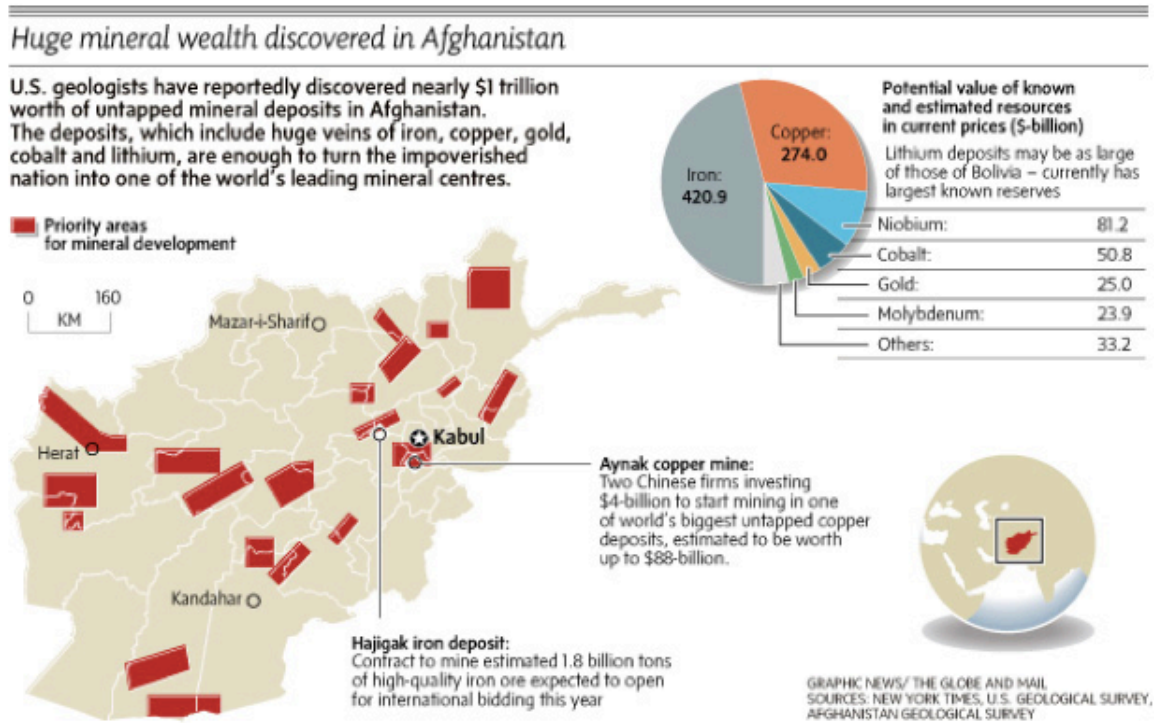 Huge mineral wealth discovered in Afghanistan
U.S. geologists have reportedly discovered nearly $1 trillion
worth of untapped mineral deposits in Afghanistan.
The deposits, which include huge veins of iron, copper, gold,
cobalt and lithium, are enough to turn the impoverished
nation into one of the world's leading mineral centres.
Priority areas
for mineral development
0 160
KM
Mazar-i-Sharif
Herat
Kabul
Kandahar
Copper:
274.0
Iron:
420.9
Potential value of known
and estimated resources
in current prices ($-billion)
Lithium deposits may be as large
of those of Bolivia – currently has
largest known reserves
Niobium: 81.2
Cobalt: 50.8
Gold: 25.0
Molybdenum: 23.9
Others: 33.2
Aynak copper mine:
Two Chinese firms investing
$4-billion to start mining in one
of world's biggest untapped copper
deposits, estimated to be worth
up to $88-billion.
Hajigak iron deposit:
Contract to mine estimated 1.8 billion tons
of high-quality iron ore are expected to open
for international bidding this year
GRAPHIC NEWS/ THE GLOBE AND MAIL
SOURCES: NEW YORK TIMES, U.S. GEOLOGICAL SURVEY,
AFGHANISTAN GEOLOGICAL SURVEY